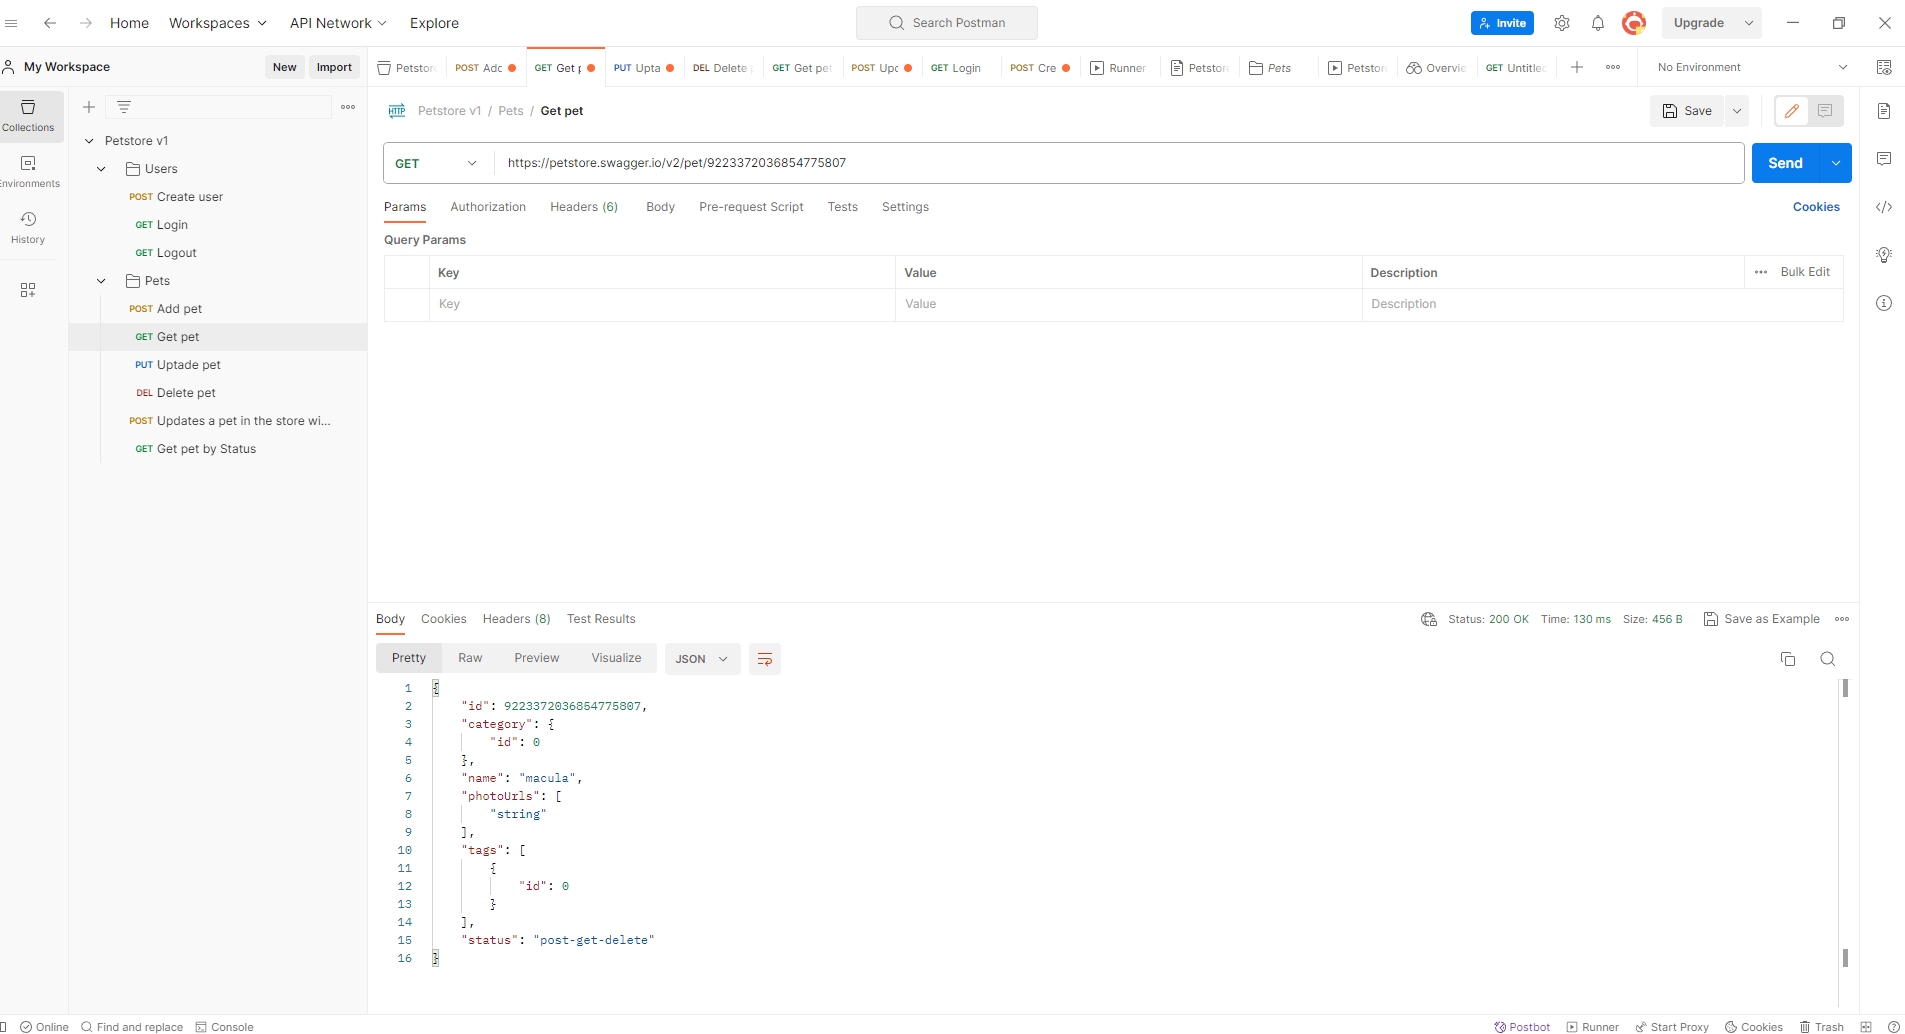 Home Workspaces API Network Explore Search Postman Invite Upgrade
My Workspace New Import
Petstor POST Adc GET Get p PUT Upta DEL Delete GET Get pet POST Upc GET Login POST Cre Runner Petstor Pets Petstor Overvie GET Untitle No Environment
Collections
Environments
History
Petstore v1
Users
POST Create user
GET Login
GET Logout
Pets
POST Add pet
GET Get pet
PUT Uptade pet
DEL Delete pet
POST Updates a pet in the store wi...
GET Get pet by Status
HTTP Petstore v1 / Pets / Get pet Save
GET https://petstore.swagger.io/v2/pet/9223372036854775807 Send
Params Authorization Headers (6) Body Pre-request Script Tests Settings Cookies
Query Params
Key Value Description Bulk Edit
Key Value Description
Body Cookies Headers (8) Test Results Status: 200 OK Time: 130 ms Size: 456 B Save as Example
Pretty Raw Preview Visualize JSON
1 {
2 "id": 9223372036854775807,
3 "category": {
4 "id": 0
5 },
6 "name": "macula",
7 "photoUrls": [
8 "string"
9 ],
10 "tags": [
11 {
12 "id": 0
13 }
14 ],
15 "status": "post-get-delete"
16 }
Online Find and replace Console Postbot Runner Start Proxy Cookies Trash